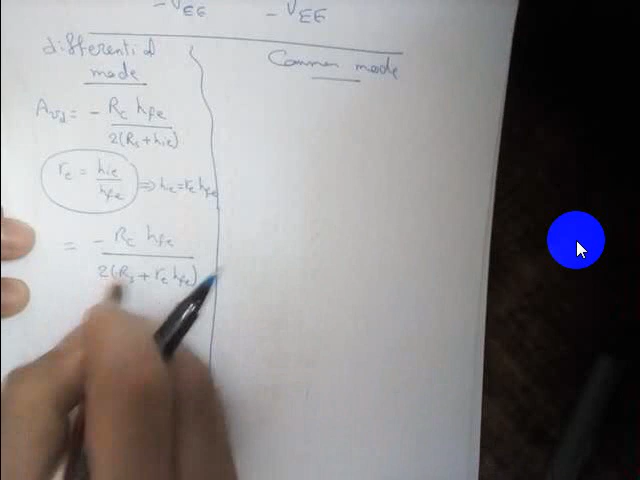 -VEE -VEE
differential
mode
Avd = - Rc hfe / 2(Rs + hie)
re = hie / hfe ⇒ hie = re hfe
= - Rc hfe / 2(Rs + re hfe)
Common mode